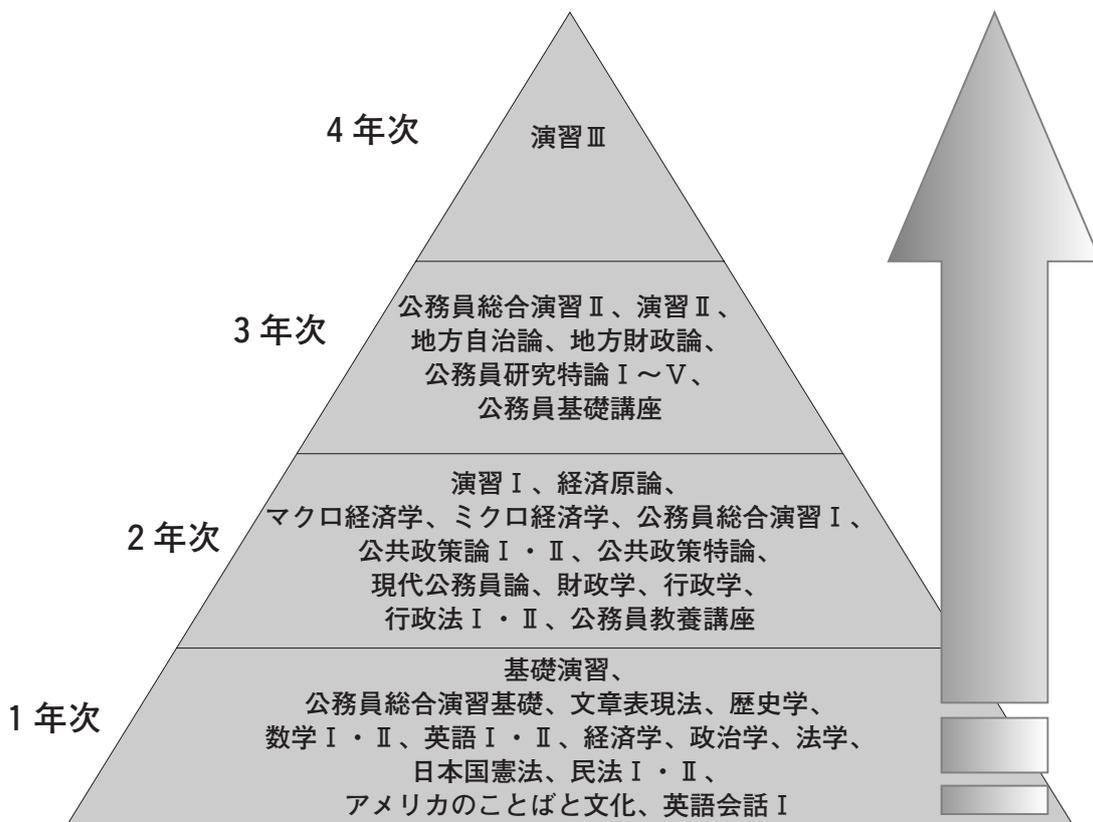 4年次
演習Ⅲ
3年次
公務員総合演習Ⅱ、演習Ⅱ、
地方自治論、地方財政論、
公務員研究特論Ⅰ～Ⅴ、
公務員基礎講座
2年次
演習Ⅰ、経済原論、
マクロ経済学、ミクロ経済学、公務員総合演習Ⅰ、
公共政策論Ⅰ・Ⅱ、公共政策特論、
現代公務員論、財政学、行政学、
行政法Ⅰ・Ⅱ、公務員教養講座
1年次
基礎演習、
公務員総合演習基礎、文章表現法、歴史学、
数学Ⅰ・Ⅱ、英語Ⅰ・Ⅱ、経済学、政治学、法学、
日本国憲法、民法Ⅰ・Ⅱ、
アメリカのことばと文化、英語会話Ⅰ